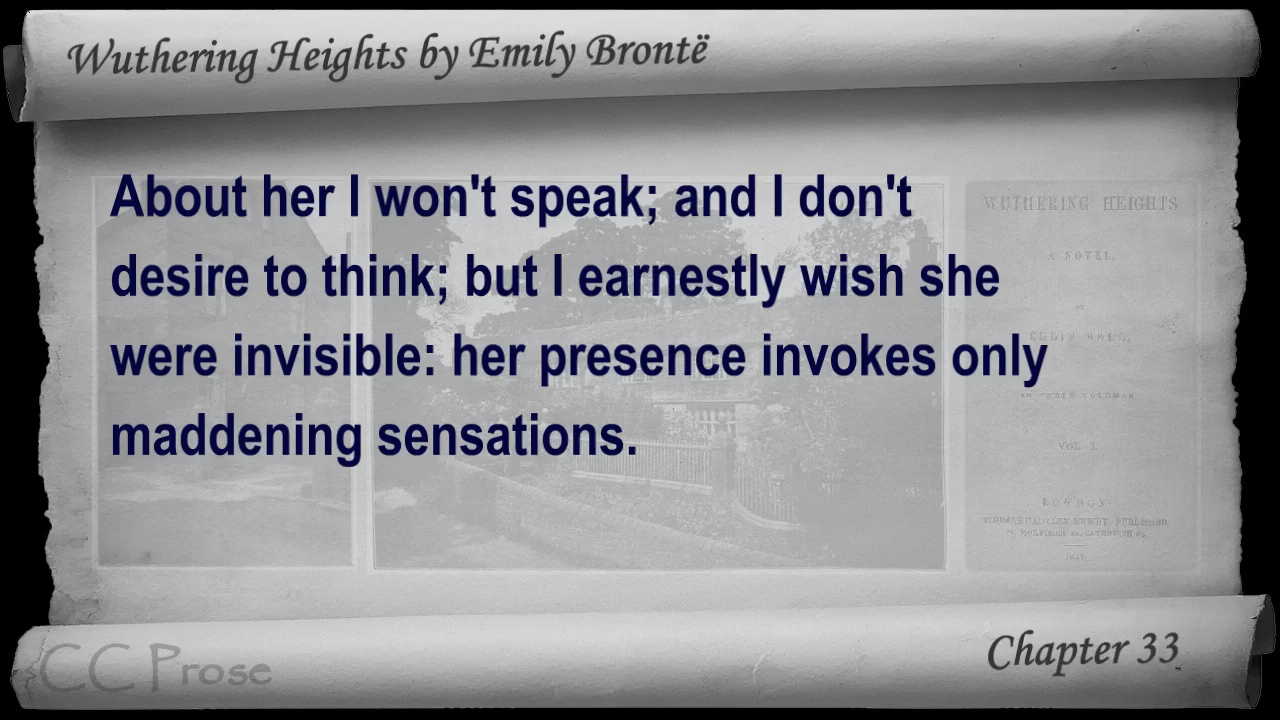 Wuthering Heights by Emily Brontë
About her I won't speak; and I don't
desire to think; but I earnestly wish she
were invisible: her presence invokes only
maddening sensations.
WUTHERING HEIGHTS
A NOVEL,
VOL. I.
LONDON:
1847.
Chapter 33
CC Prose